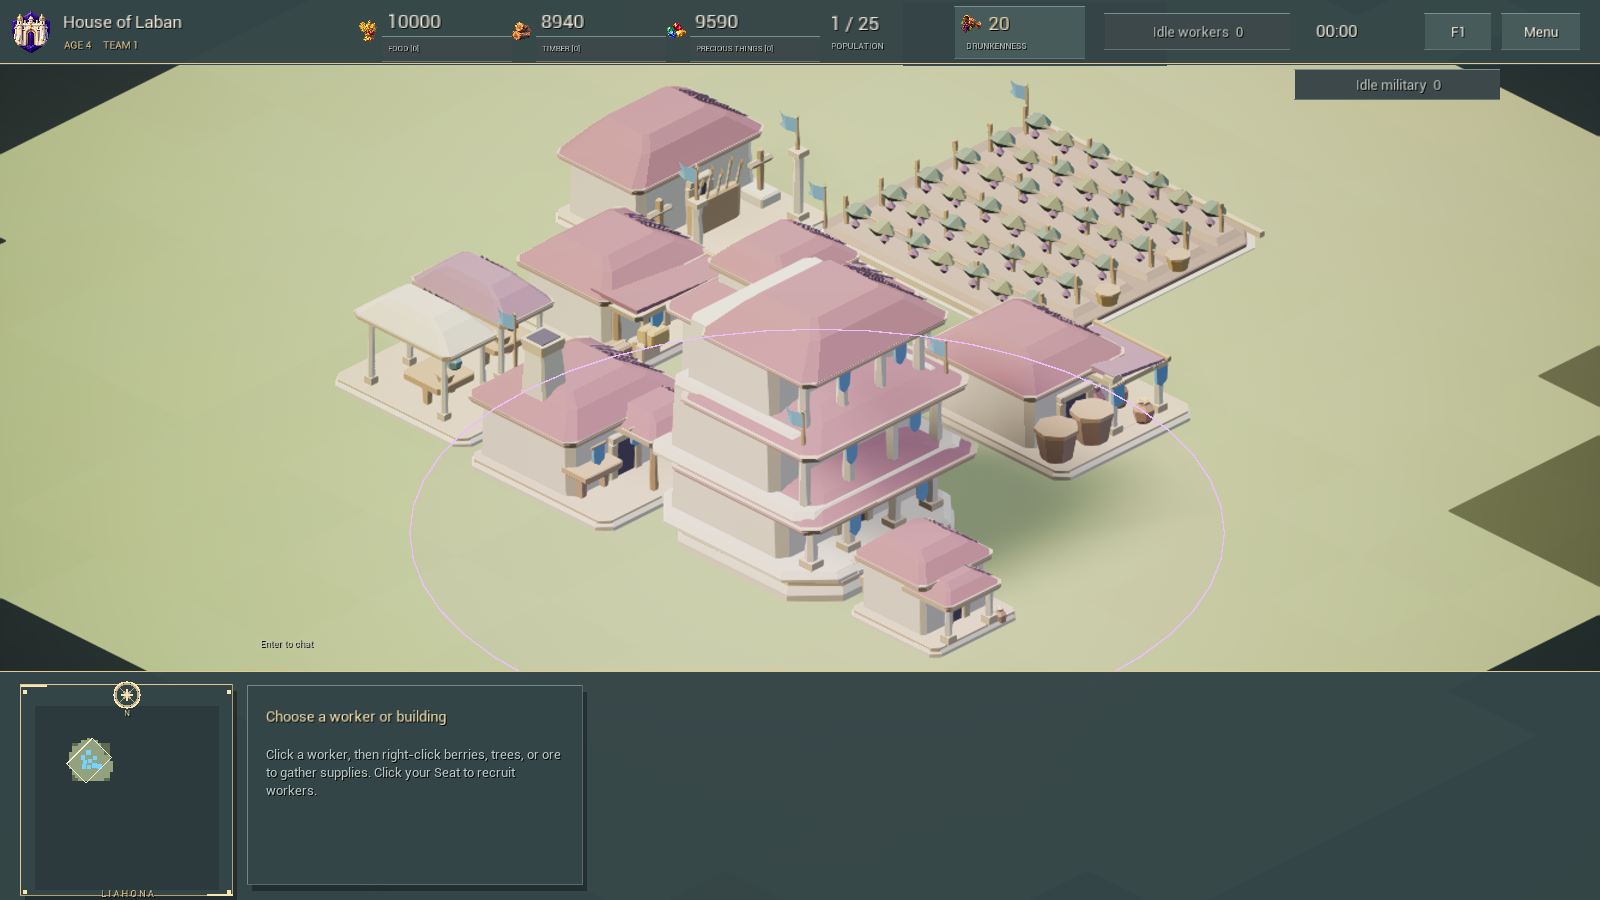 House of Laban
AGE 4 TEAM 1
10000
FOOD [0]
8940
TIMBER [0]
9590
PRECIOUS THINGS [0]
1 / 25
POPULATION
20
DRUNKENNESS
Idle workers 0
00:00
F1
Menu
Idle military 0
Enter to chat
N
LIAHONA
Choose a worker or building
Click a worker, then right-click berries, trees, or ore
to gather supplies. Click your Seat to recruit
workers.